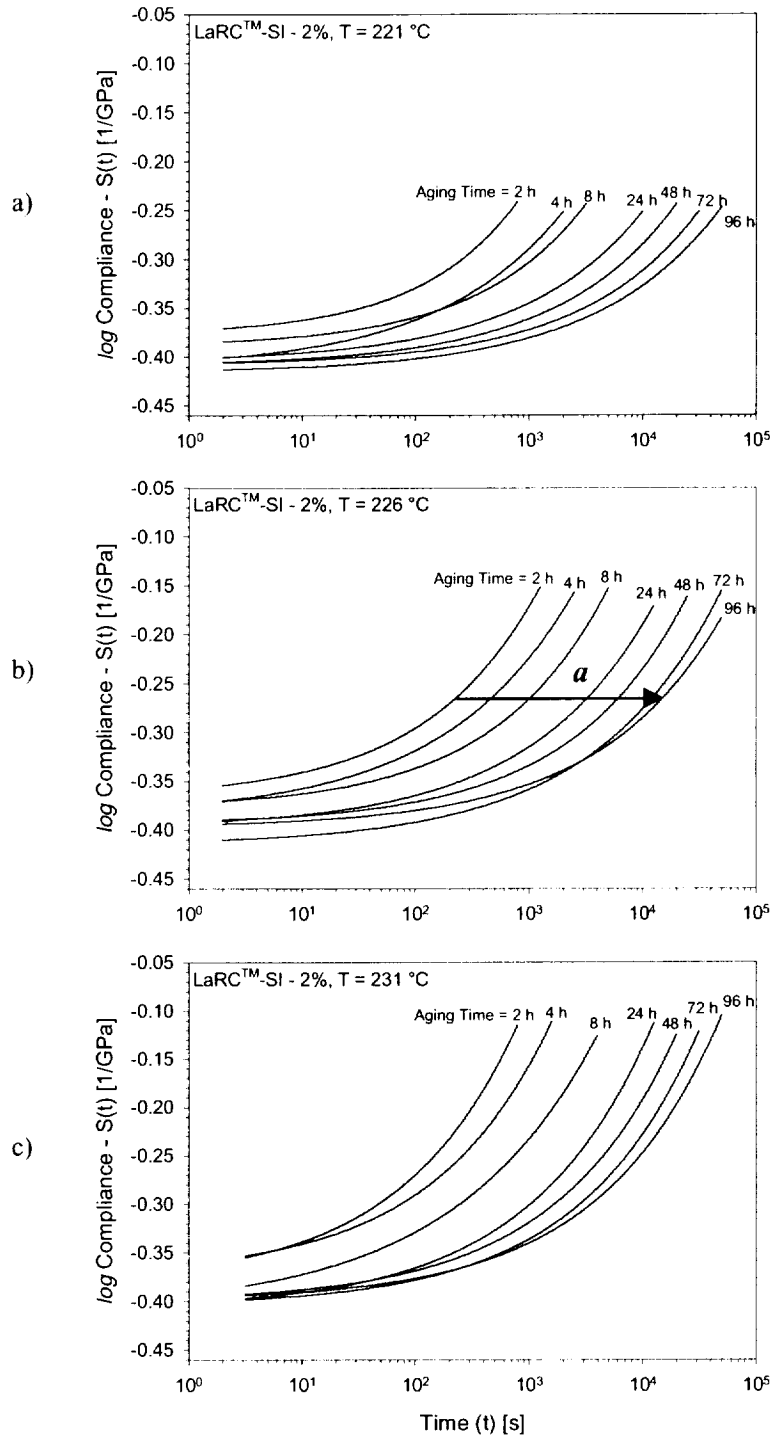 a)
LaRC™-SI - 2%, T = 221 °C
log Compliance - S(t) [1/GPa]
-0.05
-0.10
-0.15
-0.20
-0.25
-0.30
-0.35
-0.40
-0.45
Aging Time = 2 h
4 h
8 h
24 h
48 h
72 h
96 h
10⁰
10¹
10²
10³
10⁴
10⁵
b)
LaRC™-SI - 2%, T = 226 °C
log Compliance - S(t) [1/GPa]
-0.05
-0.10
-0.15
-0.20
-0.25
-0.30
-0.35
-0.40
-0.45
Aging Time = 2 h
4 h
8 h
24 h
48 h
72 h
96 h
a
10⁰
10¹
10²
10³
10⁴
10⁵
c)
LaRC™-SI - 2%, T = 231 °C
log Compliance - S(t) [1/GPa]
-0.05
-0.10
-0.15
-0.20
-0.25
-0.30
-0.35
-0.40
-0.45
Aging Time = 2 h
4 h
8 h
24 h
48 h
72 h
96 h
10⁰
10¹
10²
10³
10⁴
10⁵
Time (t) [s]